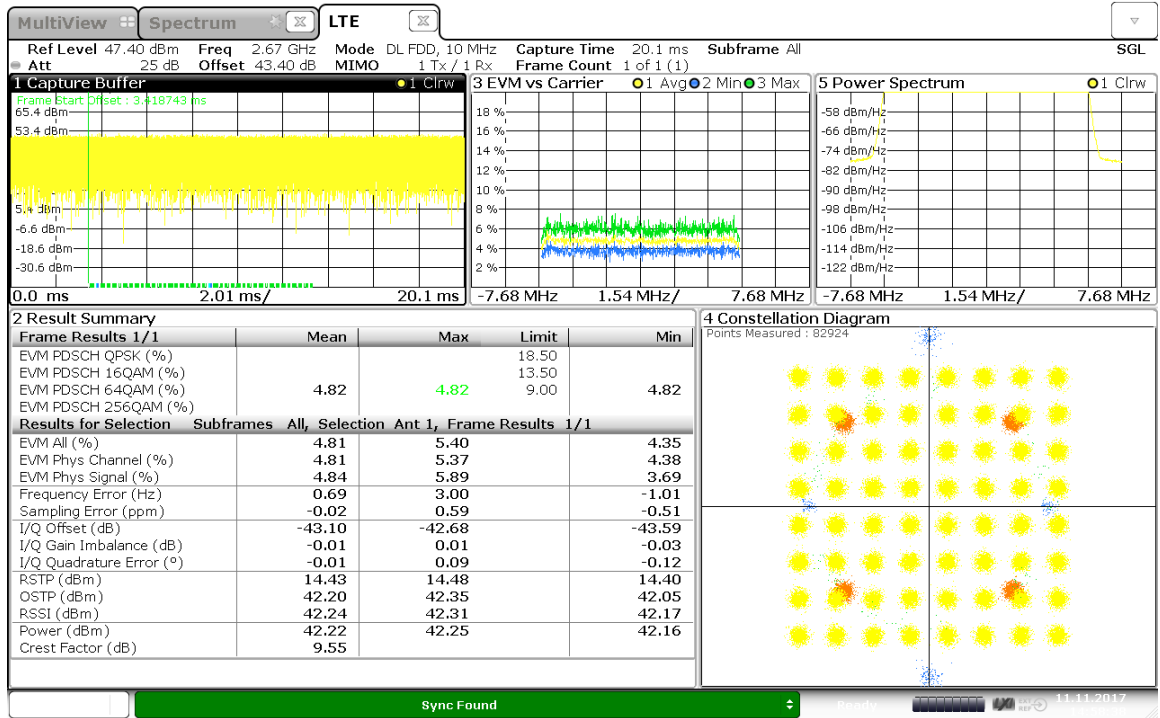 MultiView Spectrum LTE
Ref Level 47.40 dBm Freq 2.67 GHz Mode DL FDD, 10 MHz Capture Time 20.1 ms Subframe All SGL
Att 25 dB Offset 43.40 dB MIMO 1 Tx / 1 Rx Frame Count 1 of 1 (1)
1 Capture Buffer 1 Clrw
Frame Start Offset : 3.418743 ms
65.4 dBm
53.4 dBm
5.4 dBm
-6.6 dBm
-18.6 dBm
-30.6 dBm
0.0 ms 2.01 ms/ 20.1 ms
3 EVM vs Carrier 1 Avg 2 Min 3 Max
18 %
16 %
14 %
12 %
10 %
8 %
6 %
4 %
2 %
-7.68 MHz 1.54 MHz/ 7.68 MHz
5 Power Spectrum 1 Clrw
-58 dBm/Hz
-66 dBm/Hz
-74 dBm/Hz
-82 dBm/Hz
-90 dBm/Hz
-98 dBm/Hz
-106 dBm/Hz
-114 dBm/Hz
-122 dBm/Hz
-7.68 MHz 1.54 MHz/ 7.68 MHz
2 Result Summary
Frame Results 1/1 Mean Max Limit Min
EVM PDSCH QPSK (%) 18.50
EVM PDSCH 16QAM (%) 13.50
EVM PDSCH 64QAM (%) 4.82 4.82 9.00 4.82
EVM PDSCH 256QAM (%)
Results for Selection Subframes All, Selection Ant 1, Frame Results 1/1
EVM All (%) 4.81 5.40 4.35
EVM Phys Channel (%) 4.81 5.37 4.38
EVM Phys Signal (%) 4.84 5.89 3.69
Frequency Error (Hz) 0.69 3.00 -1.01
Sampling Error (ppm) -0.02 0.59 -0.51
I/Q Offset (dB) -43.10 -42.68 -43.59
I/Q Gain Imbalance (dB) -0.01 0.01 -0.03
I/Q Quadrature Error (º) -0.01 0.09 -0.12
RSTP (dBm) 14.43 14.48 14.40
OSTP (dBm) 42.20 42.35 42.05
RSSI (dBm) 42.24 42.31 42.17
Power (dBm) 42.22 42.25 42.16
Crest Factor (dB) 9.55
4 Constellation Diagram
Points Measured : 82924
Sync Found
Ready
LXI
11.11.2017